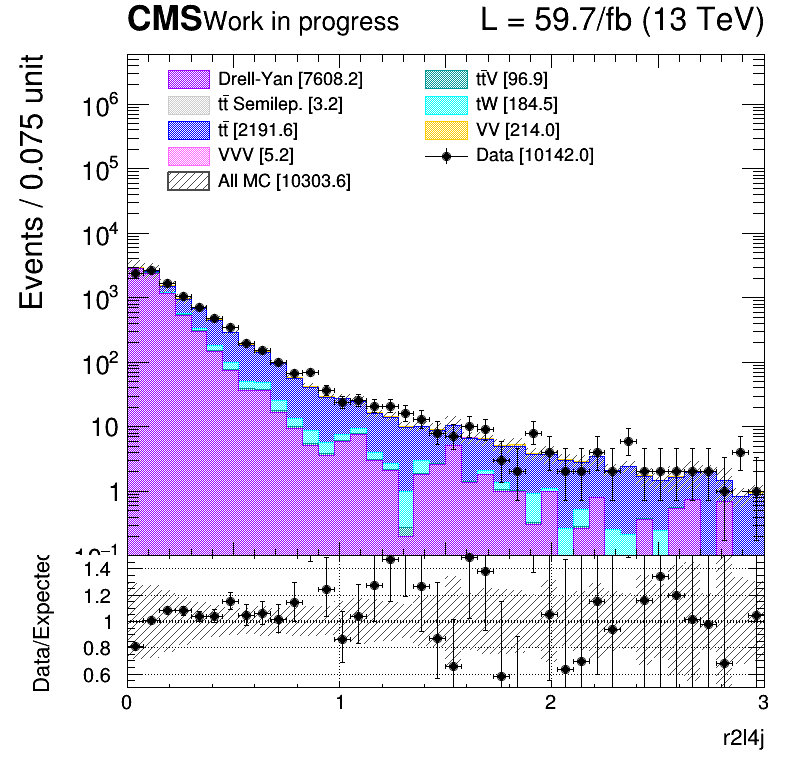 CMS Work in progress L = 59.7/fb (13 TeV)
Events / 0.075 unit
Drell-Yan [7608.2]
tt̄ Semilep. [3.2]
tt̄ [2191.6]
VVV [5.2]
All MC [10303.6]
tt̄V [96.9]
tW [184.5]
VV [214.0]
Data [10142.0]
10⁶
10⁵
10⁴
10³
10²
10
1
10⁻¹
Data/Expected
1.4
1.2
1
0.8
0.6
0 1 2 3
r2l4j